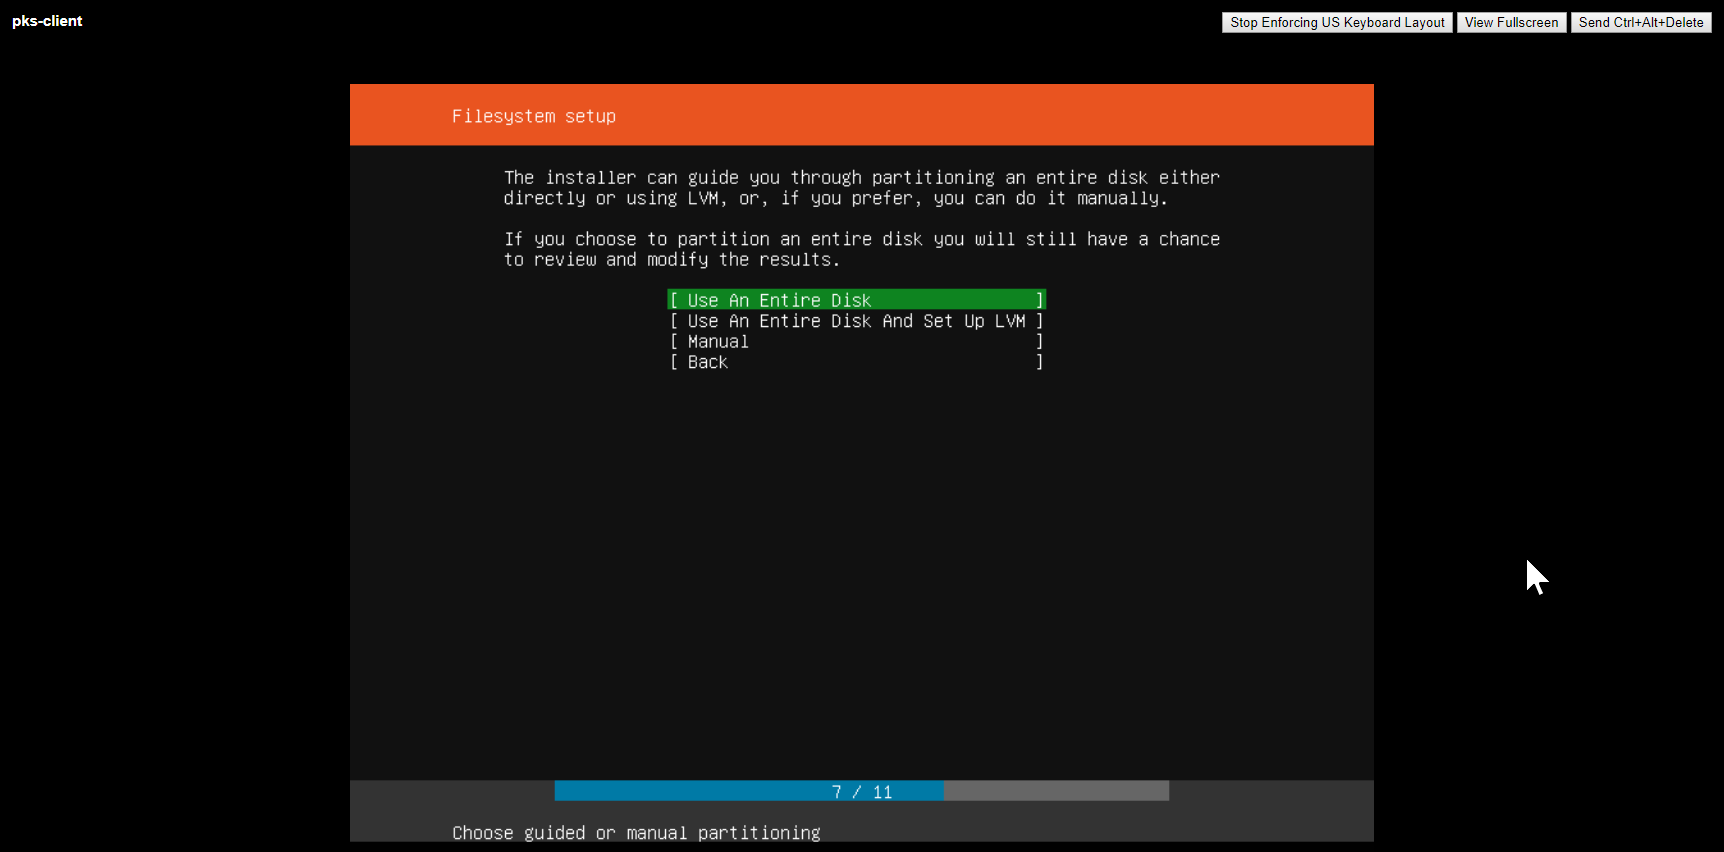 pks-client
Stop Enforcing US Keyboard Layout View Fullscreen Send Ctrl+Alt+Delete
Filesystem setup
The installer can guide you through partitioning an entire disk either
directly or using LVM, or, if you prefer, you can do it manually.
If you choose to partition an entire disk you will still have a chance
to review and modify the results.
[ Use An Entire Disk ]
[ Use An Entire Disk And Set Up LVM ]
[ Manual ]
[ Back ]
7 / 11
Choose guided or manual partitioning